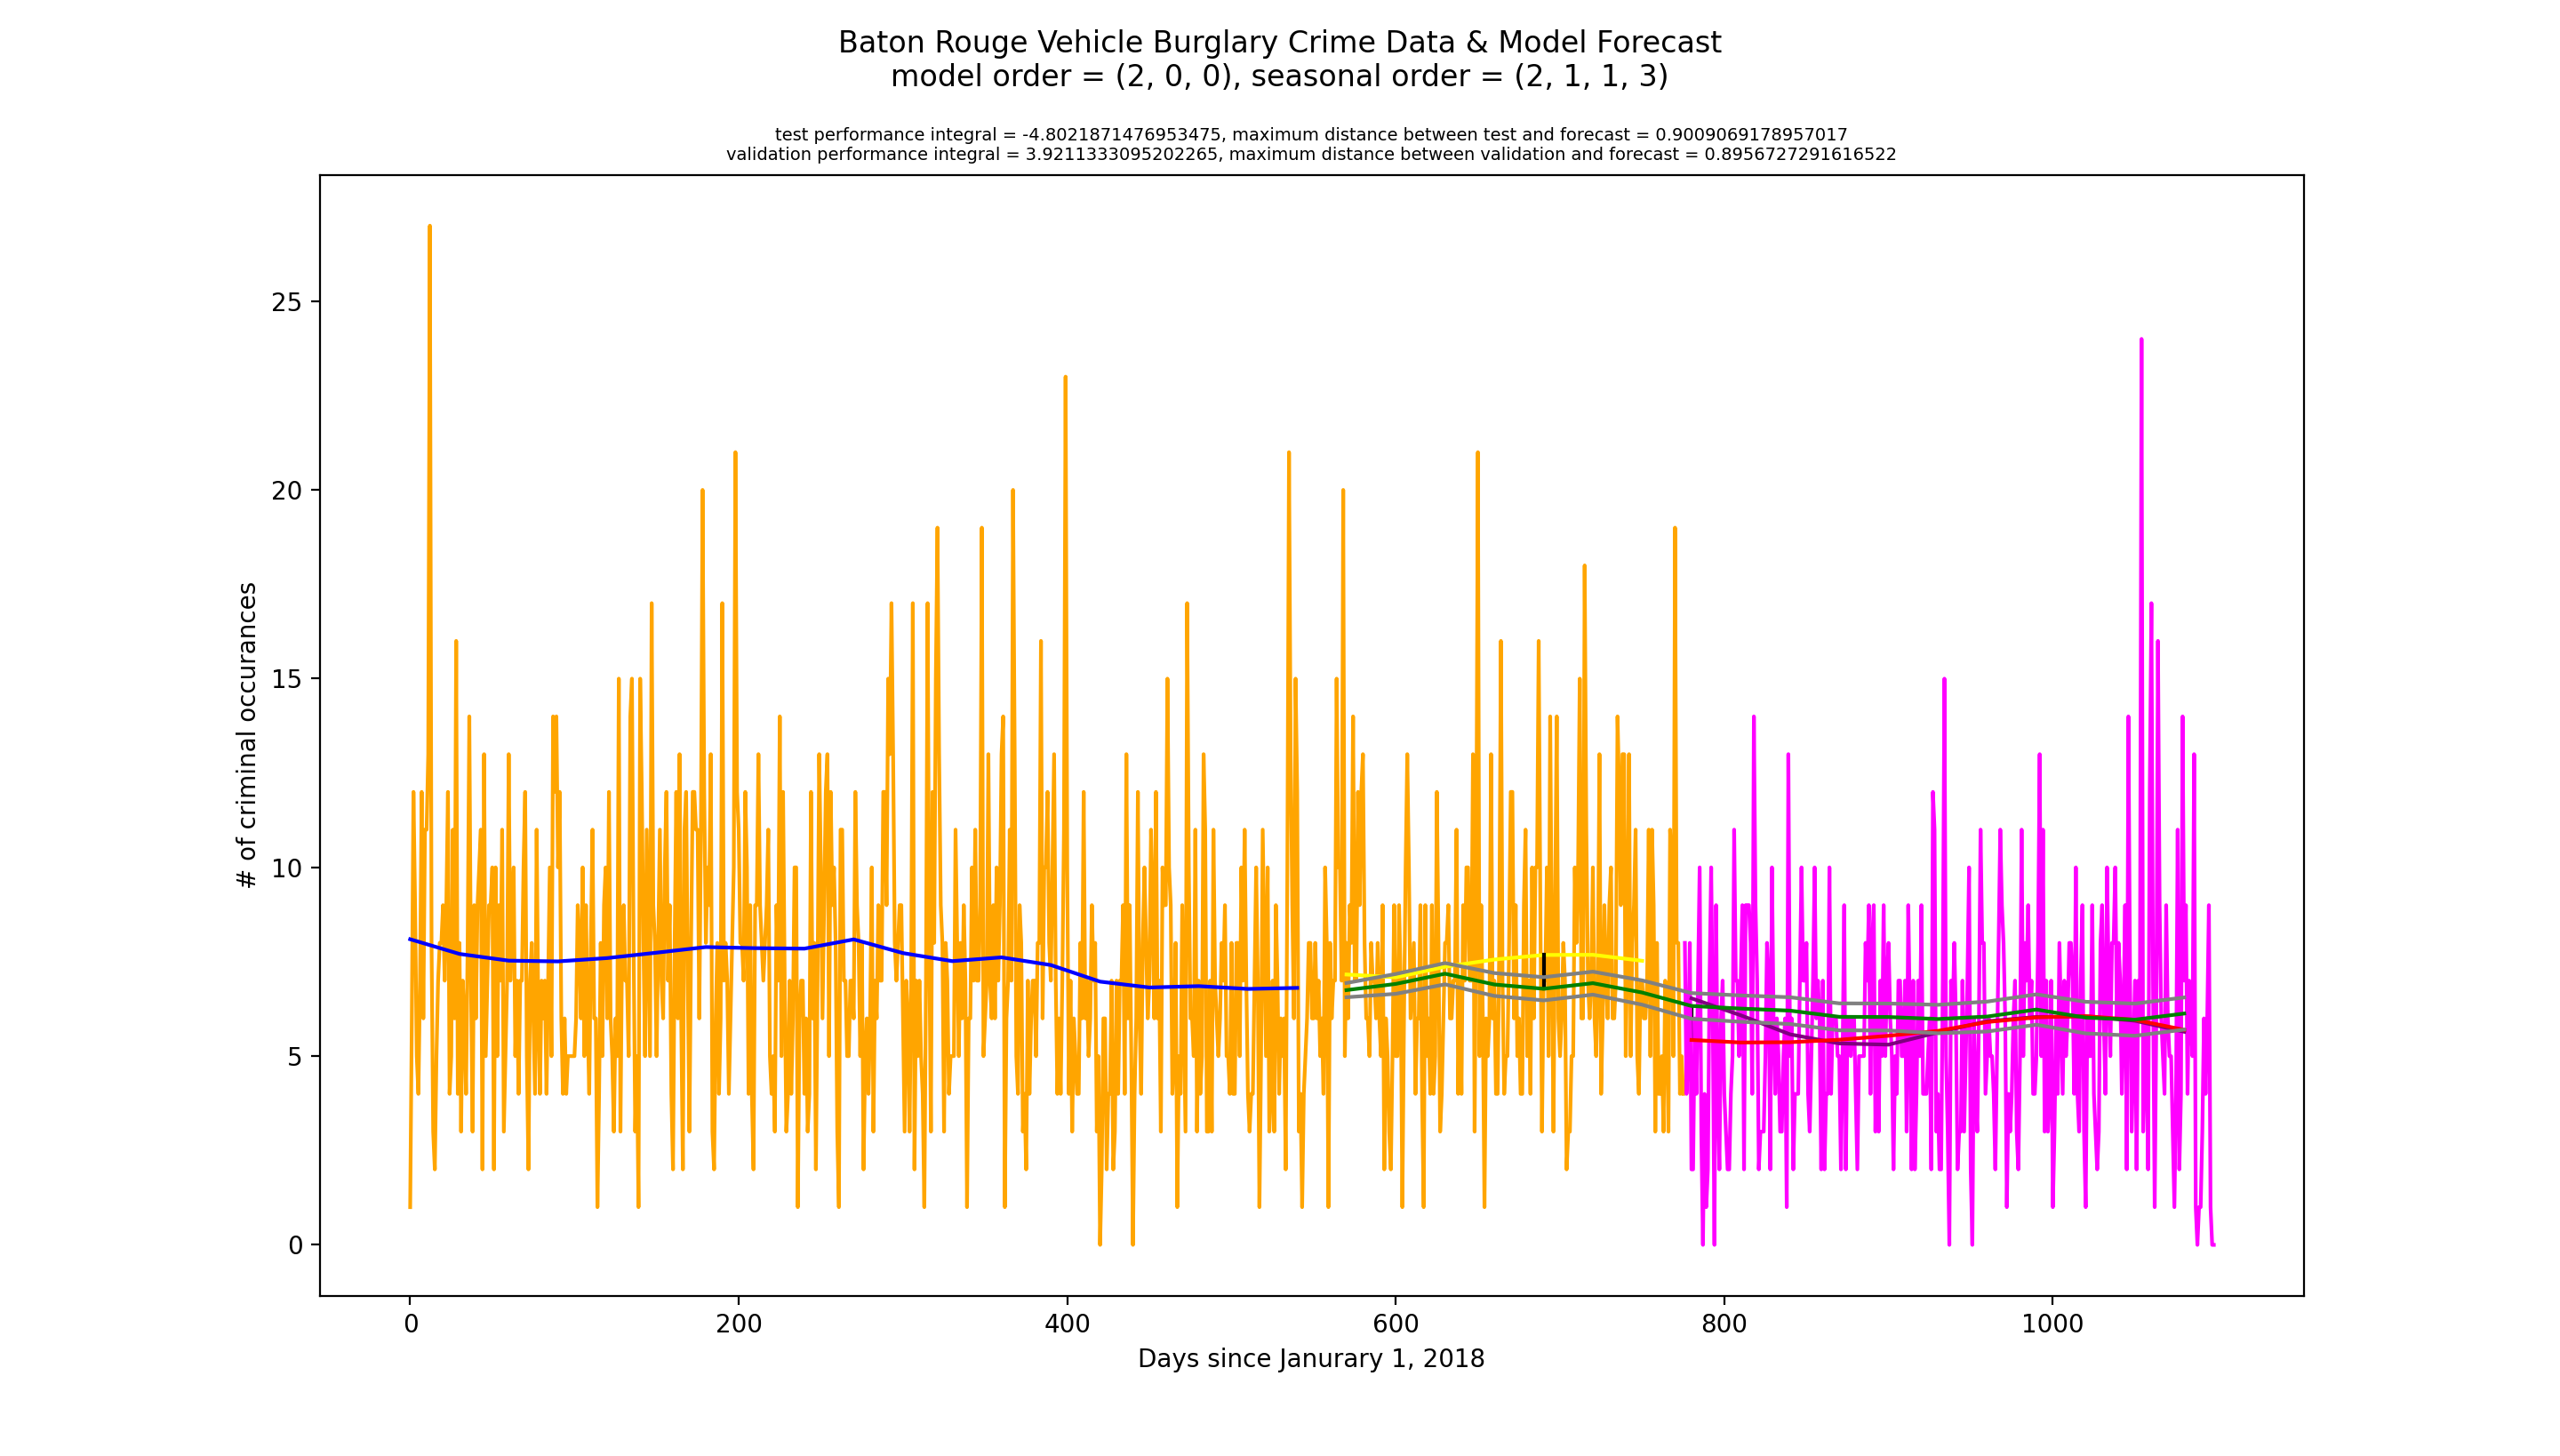 Baton Rouge Vehicle Burglary Crime Data & Model Forecast
model order = (2, 0, 0), seasonal order = (2, 1, 1, 3)
test performance integral = -4.8021871476953475, maximum distance between test and forecast = 0.9009069178957017
validation performance integral = 3.9211333095202265, maximum distance between validation and forecast = 0.8956727291616522
# of criminal occurances
25
20
15
10
5
0
0 200 400 600 800 1000
Days since Janurary 1, 2018